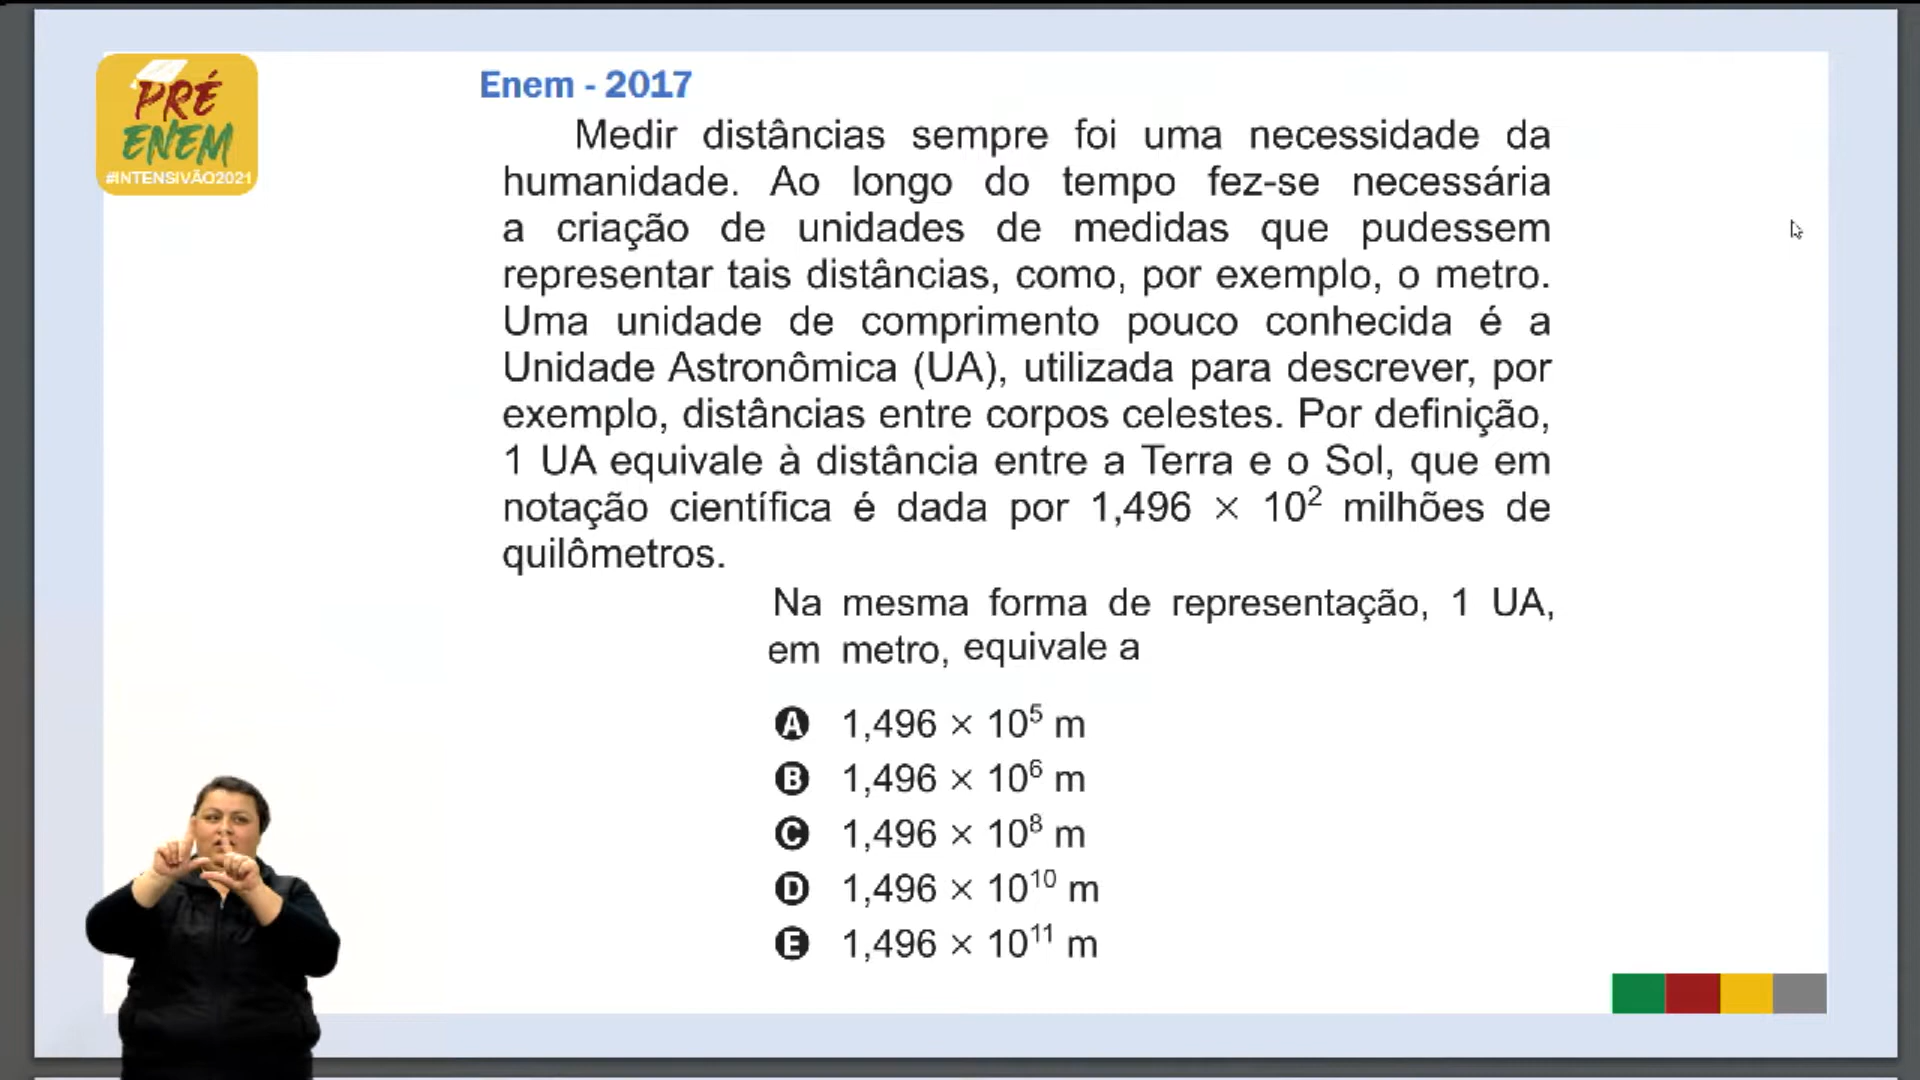 PRÉ
ENEM
#INTENSIVÃO2021
Enem - 2017
Medir distâncias sempre foi uma necessidade da
humanidade. Ao longo do tempo fez-se necessária
a criação de unidades de medidas que pudessem
representar tais distâncias, como, por exemplo, o metro.
Uma unidade de comprimento pouco conhecida é a
Unidade Astronômica (UA), utilizada para descrever, por
exemplo, distâncias entre corpos celestes. Por definição,
1 UA equivale à distância entre a Terra e o Sol, que em
notação científica é dada por 1,496 × 10² milhões de
quilômetros.
Na mesma forma de representação, 1 UA,
em metro, equivale a
A 1,496 × 10⁵ m
B 1,496 × 10⁶ m
C 1,496 × 10⁸ m
D 1,496 × 10¹⁰ m
E 1,496 × 10¹¹ m